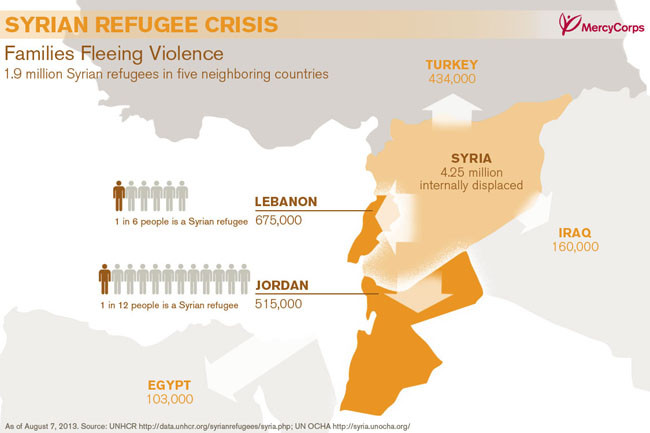 SYRIAN REFUGEE CRISIS
MercyCorps
Families Fleeing Violence
1.9 million Syrian refugees in five neighboring countries
TURKEY
434,000
SYRIA
4.25 million
internally displaced
LEBANON
675,000
1 in 6 people is a Syrian refugee
IRAQ
160,000
JORDAN
515,000
1 in 12 people is a Syrian refugee
EGYPT
103,000
As of August 7, 2013. Source: UNHCR http://data.unhcr.org/syrianrefugees/syria.php; UN OCHA http://syria.unocha.org/